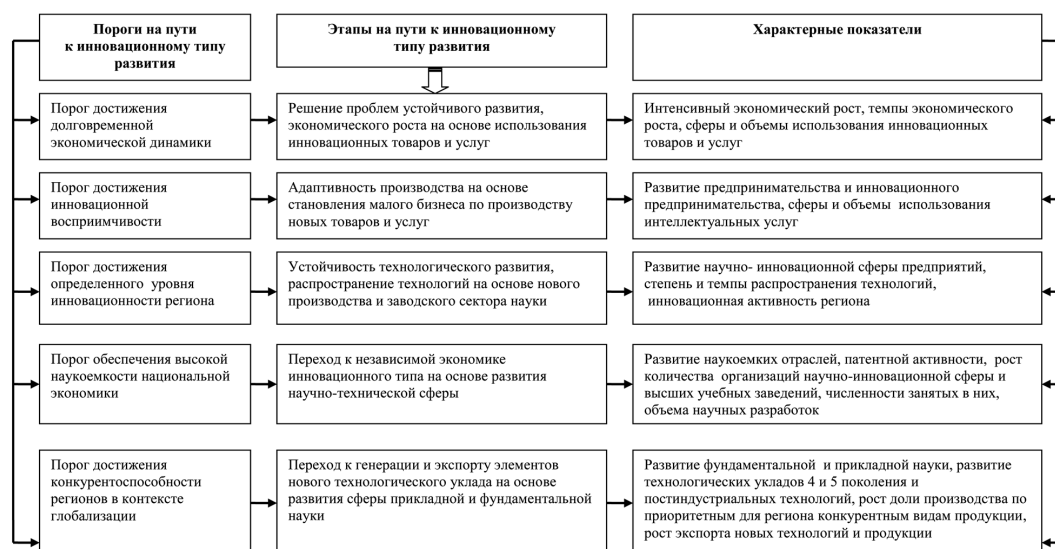 Пороги на пути
к инновационному типу
развития
Этапы на пути к инновационному
типу развития
Характерные показатели
Порог достижения
долговременной
экономической динамики
Решение проблем устойчивого развития,
экономического роста на основе использования
инновационных товаров и услуг
Интенсивный экономический рост, темпы экономического
роста, сферы и объемы использования инновационных
товаров и услуг
Порог достижения
инновационной
восприимчивости
Адаптивность производства на основе
становления малого бизнеса по производству
новых товаров и услуг
Развитие предпринимательства и инновационного
предпринимательства, сферы и объемы использования
интеллектуальных услуг
Порог достижения
определенного уровня
инновационности региона
Устойчивость технологического развития,
распространение технологий на основе нового
производства и заводского сектора науки
Развитие научно- инновационной сферы предприятий,
степень и темпы распространения технологий,
инновационная активность региона
Порог обеспечения высокой
наукоемкости национальной
экономики
Переход к независимой экономике
инновационного типа на основе развития
научно-технической сферы
Развитие наукоемких отраслей, патентной активности, рост
количества организаций научно-инновационной сферы и
высших учебных заведений, численности занятых в них,
объема научных разработок
Порог достижения
конкурентоспособности
регионов в контексте
глобализации
Переход к генерации и экспорту элементов
нового технологического уклада на основе
развития сферы прикладной и фундаментальной
науки
Развитие фундаментальной и прикладной науки, развитие
технологических укладов 4 и 5 поколения и
постиндустриальных технологий, рост доли производства по
приоритетным для региона конкурентным видам продукции,
рост экспорта новых технологий и продукции